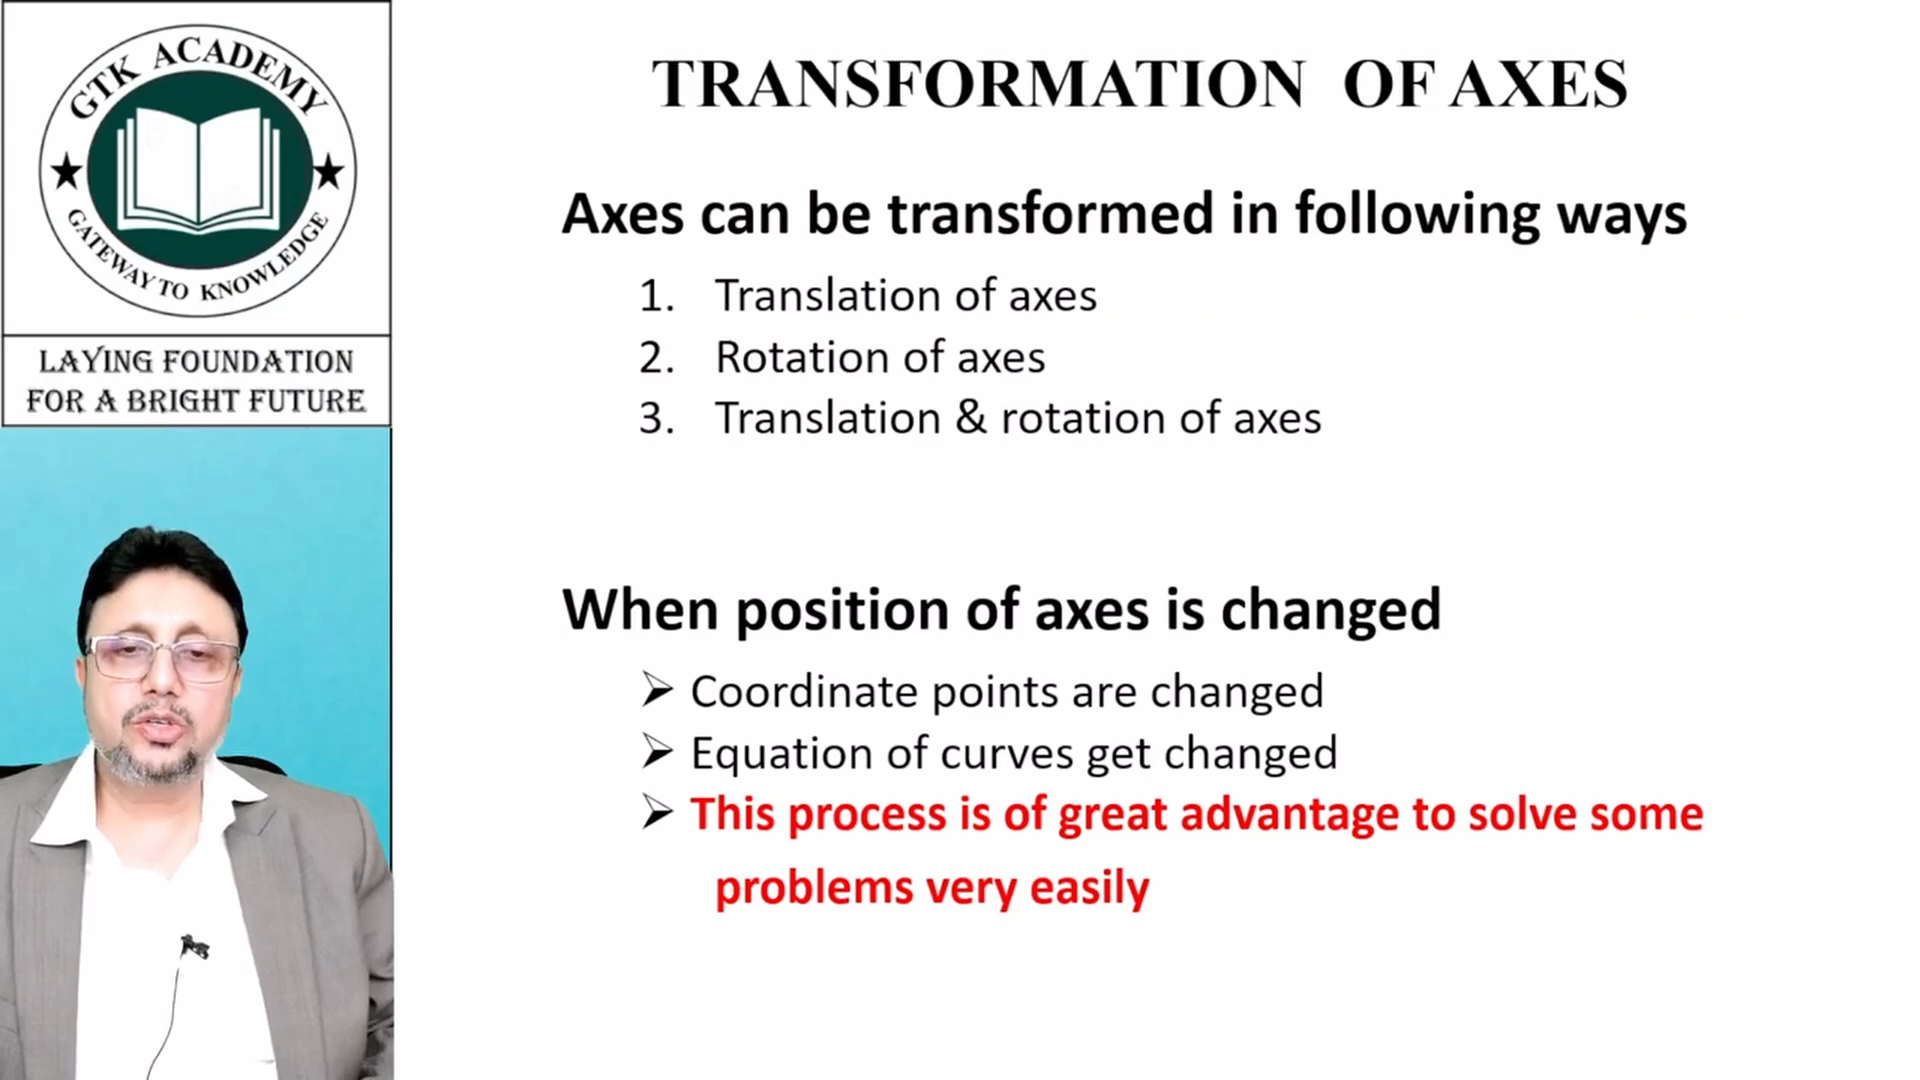 GTK ACADEMY
GATEWAY TO KNOWLEDGE
LAYING FOUNDATION
FOR A BRIGHT FUTURE
TRANSFORMATION OF AXES
Axes can be transformed in following ways
1. Translation of axes
2. Rotation of axes
3. Translation & rotation of axes
When position of axes is changed
➢ Coordinate points are changed
➢ Equation of curves get changed
➢ This process is of great advantage to solve some
problems very easily